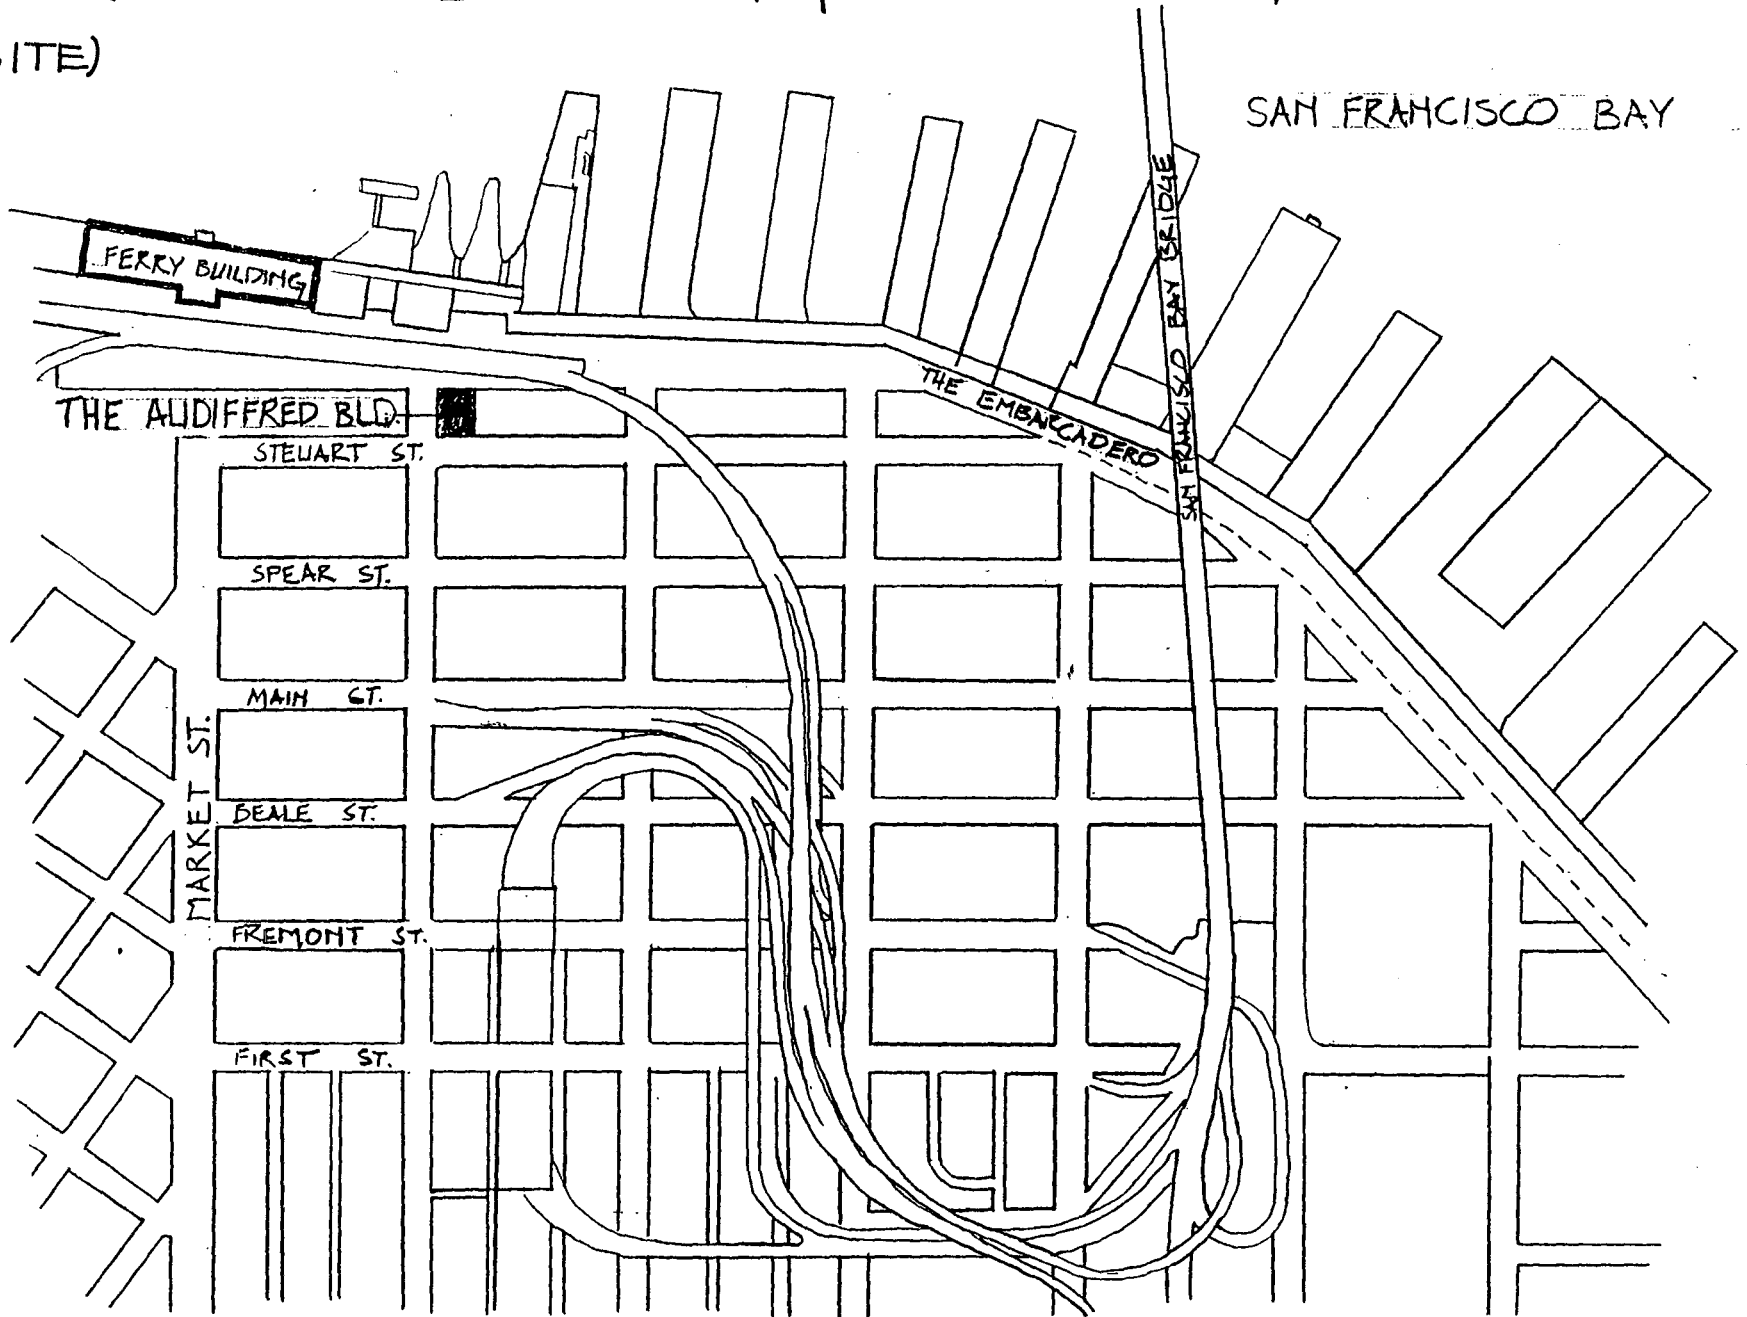 SITE)
SAN FRANCISCO BAY
FERRY BUILDING
SAN FRANCISCO BAY BRIDGE
THE EMBARCADERO
THE AUDIFFRED BLD.
STEUART ST.
SPEAR ST.
MAIN ST.
MARKET ST.
BEALE ST.
FREMONT ST.
FIRST ST.